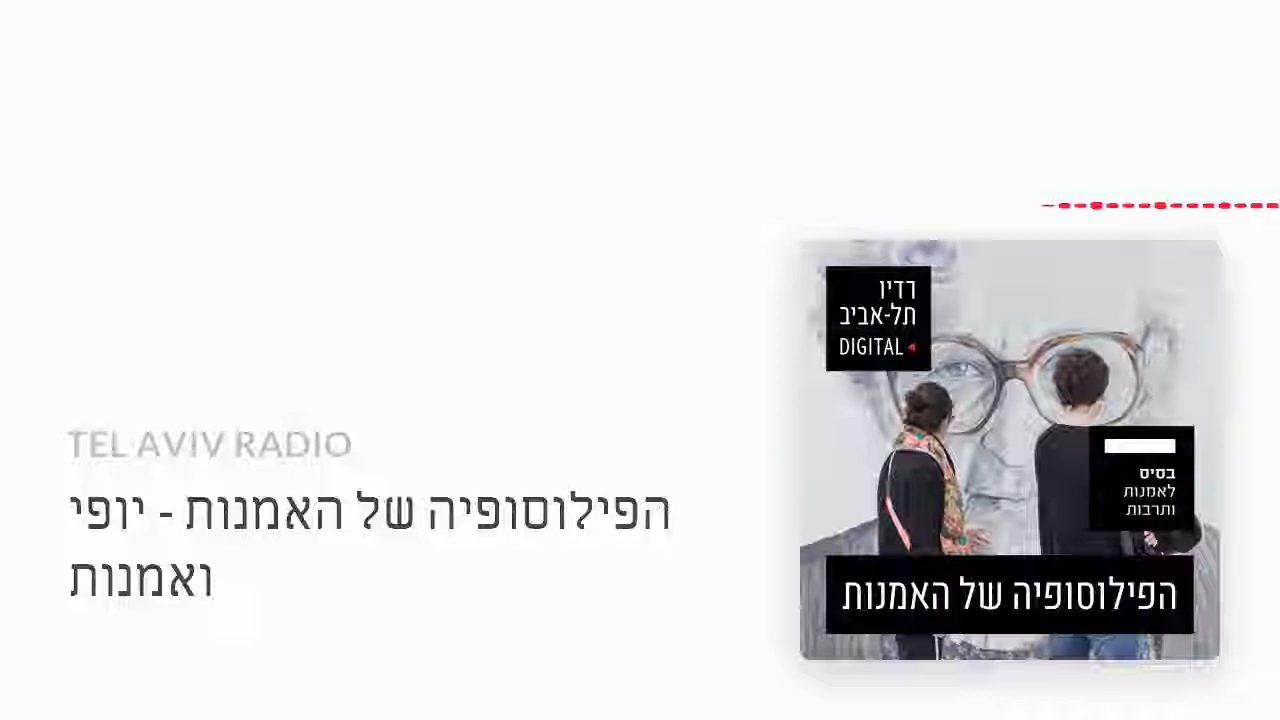 TEL AVIV RADIO
הפילוסופיה של האמנות - יופי
ואמנות
רדיו
תל-אביב
DIGITAL
בסיס
לאמנות
ותרבות
הפילוסופיה של האמנות